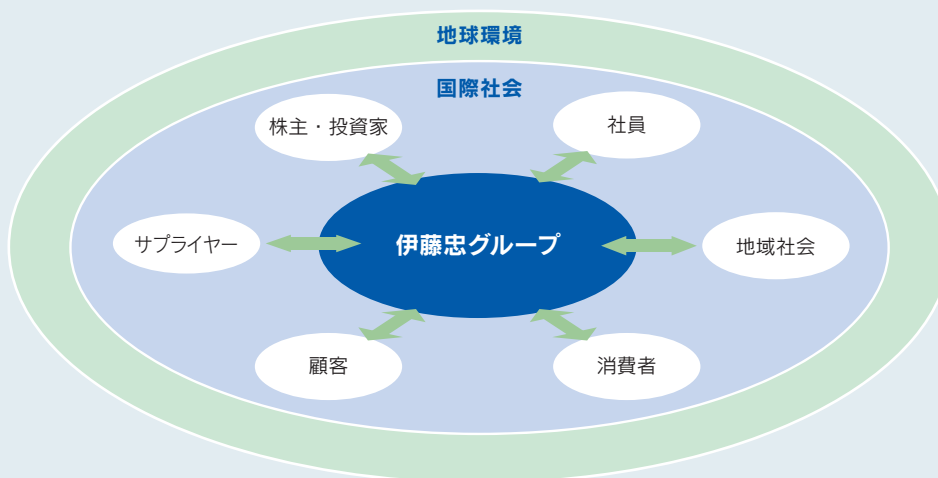 地球環境
国際社会
株主・投資家
社員
サプライヤー
伊藤忠グループ
地域社会
顧客
消費者